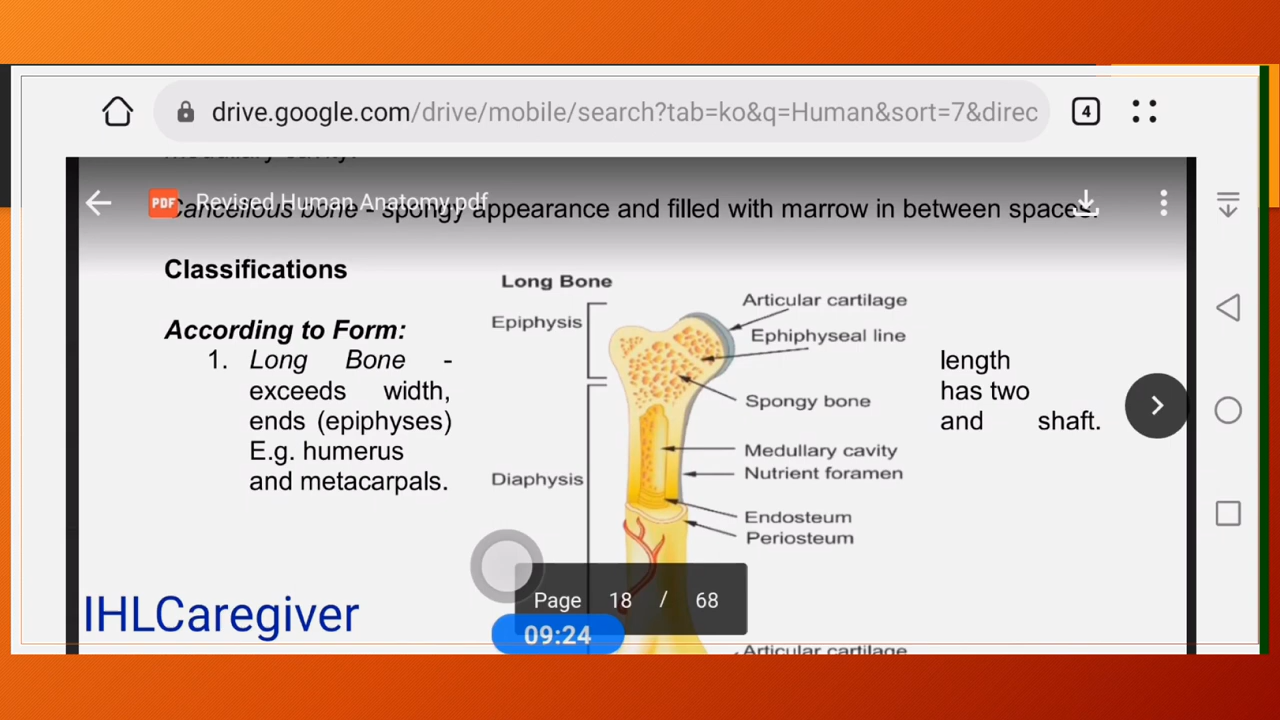 drive.google.com/drive/mobile/search?tab=ko&q=Human&sort=7&direc
4
Medullary cavity.
PDF Revised Human Anatomy.pdf
Cancellous bone - spongy appearance and filled with marrow in between spaces.
Classifications
According to Form:
1. Long Bone - length
exceeds width, has two
ends (epiphyses) and shaft.
E.g. humerus
and metacarpals.
Long Bone
Epiphysis
Diaphysis
Articular cartilage
Ephiphyseal line
Spongy bone
Medullary cavity
Nutrient foramen
Endosteum
Periosteum
Page 18 / 68
09:24
Articular cartilage
IHLCaregiver